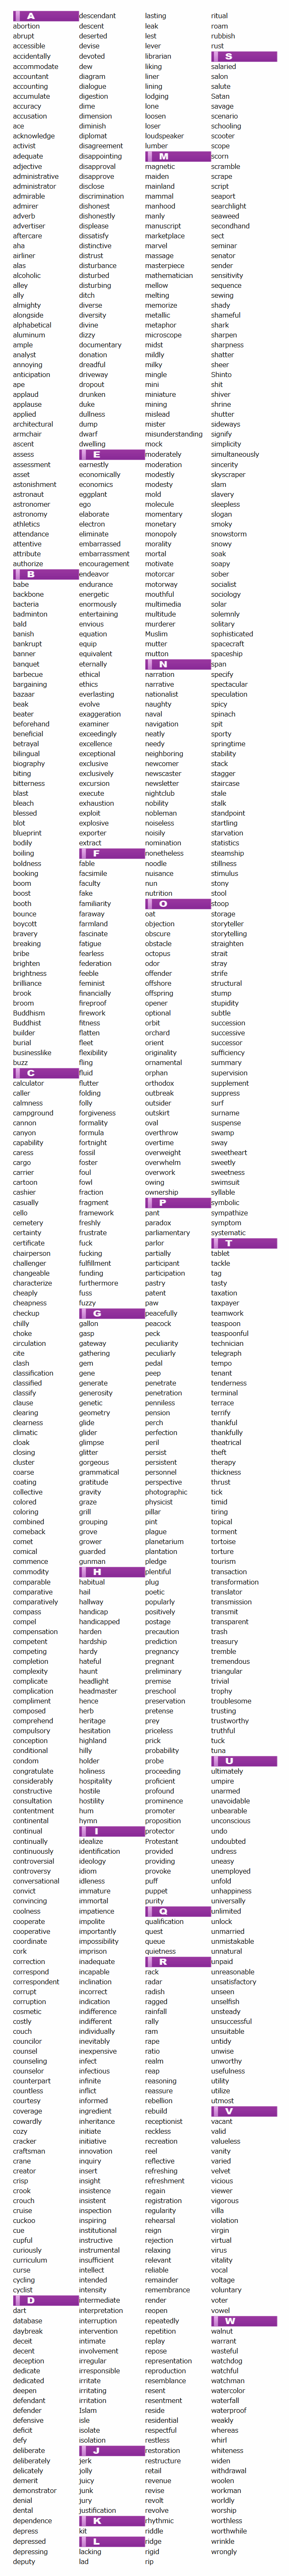 A
abortion
abrupt
accessible
accidentally
accommodate
accountant
accounting
accumulate
accuracy
accusation
ace
acknowledge
activist
adequate
adjective
administrative
administrator
admirable
admirer
adverb
advertiser
aftercare
aha
airliner
alas
alcoholic
alley
ally
almighty
alongside
alphabetical
aluminum
ample
analyst
annoying
anticipation
ape
applaud
applause
applied
architectural
armchair
ascent
assess
assessment
asset
astonishment
astronaut
astronomer
astronomy
athletics
attendance
attentive
attribute
authorize
B
babe
backbone
bacteria
badminton
bald
banish
bankrupt
banner
banquet
barbecue
bargaining
bazaar
beak
beater
beforehand
beneficial
betrayal
bilingual
biography
biting
bitterness
blast
bleach
blessed
blot
blueprint
bodily
boiling
boldness
booking
boom
boost
booth
bounce
boycott
bravery
breaking
bribe
brighten
brightness
brilliance
brook
broom
Buddhism
Buddhist
builder
burial
businesslike
buzz
C
calculator
caller
calmness
campground
cannon
canyon
capability
caress
cargo
carrier
cartoon
cashier
casually
cello
cemetery
certainty
certificate
chairperson
challenger
changeable
characterize
cheaply
cheapness
checkup
chilly
choke
circulation
cite
clash
classification
classified
classify
clause
clearing
clearness
climatic
cloak
closing
cluster
coarse
coating
collective
colored
coloring
combined
comeback
comet
comical
commence
commodity
comparable
comparative
comparatively
compass
compel
compensation
competent
competing
completion
complexity
complicate
complication
compliment
composed
comprehend
compulsory
conception
conditional
condom
congratulate
considerably
constructive
consultation
contentment
continental
continual
continually
continuously
controversial
controversy
conversational
convict
convincing
coolness
cooperate
cooperative
coordinate
cork
correction
correspond
correspondent
corrupt
corruption
cosmetic
costly
couch
councilor
counsel
counseling
counselor
counterpart
countless
courtesy
coverage
cowardly
cozy
cracker
craftsman
crane
creator
crisp
crook
crouch
cruise
cuckoo
cue
cupful
curiously
curriculum
curse
cycling
cyclist
D
dart
database
daybreak
deceit
decent
deception
dedicate
dedicated
deepen
defendant
defender
defensive
deficit
defy
deliberate
deliberately
delicately
demerit
demonstrator
denial
dental
dependence
depress
depressed
depressing
deputy
descendant
descent
deserted
devise
devoted
dew
diagram
dialogue
digestion
dime
dimension
diminish
diplomat
disagreement
disappointing
disapproval
disapprove
disclose
discrimination
dishonest
dishonestly
displease
dissatisfy
distinctive
distrust
disturbance
disturbed
disturbing
ditch
diverse
diversity
divine
dizzy
documentary
donation
dreadful
driveway
dropout
drunken
duke
dullness
dump
dwarf
dwelling
E
earnestly
economically
economics
eggplant
ego
elaborate
electron
eliminate
embarrassed
embarrassment
encouragement
endeavor
endurance
energetic
enormously
entertaining
envious
equation
equip
equivalent
eternally
ethical
ethics
everlasting
evolve
exaggeration
examiner
exceedingly
excellence
exceptional
exclusive
exclusively
excursion
execute
exhaustion
exploit
explosive
exporter
extract
F
fable
facsimile
faculty
fake
familiarity
faraway
farmland
fascinate
fatigue
fearless
federation
feeble
feminist
financially
fireproof
firework
fitness
flatten
fleet
flexibility
fling
fluid
flutter
folding
folly
forgiveness
formality
formula
fortnight
fossil
foster
foul
fowl
fraction
fragment
framework
freshly
frustrate
fuck
fucking
fulfillment
funding
furthermore
fuss
fuzzy
G
gallon
gasp
gateway
gathering
gem
gene
generate
generosity
genetic
geometry
glide
glider
glimpse
glitter
gorgeous
grammatical
gratitude
gravity
graze
grill
grouping
grove
grower
guarded
gunman
H
habitual
hail
hallway
handicap
handicapped
harden
hardship
hardy
hateful
haunt
headlight
headmaster
hence
herb
heritage
hesitation
highland
hilly
holder
holiness
hospitality
hostile
hostility
hum
hymn
I
idealize
identification
ideology
idiom
idleness
immature
immortal
impatience
impolite
importantly
impossibility
imprison
inadequate
incapable
inclination
incorrect
indication
indifference
indifferent
individually
inevitably
inexpensive
infect
infectious
infinite
inflict
informed
ingredient
inheritance
initiate
initiative
innovation
inquiry
insert
insight
insistence
insistent
inspection
inspiring
institutional
instructive
instrumental
insufficient
intellect
intended
intensity
intermediate
interpretation
interruption
intervention
intimate
involvement
irregular
irresponsible
irritate
irritating
irritation
Islam
isle
isolate
isolation
J
jerk
jolly
juicy
junk
jury
justification
K
kit
L
lacking
lad
lasting
leak
lest
lever
librarian
liking
liner
lining
lodging
lone
loosen
loser
loudspeaker
lumber
M
magnetic
maiden
mainland
mammal
manhood
manly
manuscript
marketplace
marvel
massage
masterpiece
mathematician
mellow
melting
memorize
metallic
metaphor
microscope
midst
mildly
milky
mingle
mini
miniature
mining
mislead
mister
misunderstanding
mock
moderately
moderation
modestly
modesty
mold
molecule
momentary
monetary
monopoly
morality
mortal
motivate
motorcar
motorway
mouthful
multimedia
multitude
murderer
Muslim
mutter
mutton
N
narration
narrative
nationalist
naughty
naval
navigation
neatly
needy
neighboring
newcomer
newscaster
newsletter
nightclub
nobility
nobleman
noiseless
noisily
nomination
nonetheless
noodle
nuisance
nun
nutrition
O
oat
objection
obscure
obstacle
octopus
odor
offender
offshore
offspring
opener
optional
orbit
orchard
orient
originality
ornamental
orphan
orthodox
outbreak
outsider
outskirt
oval
overthrow
overtime
overweight
overwhelm
overwork
owing
ownership
P
pant
paradox
parliamentary
parlor
partially
participant
participation
pastry
patent
paw
peacefully
peacock
peck
peculiarity
peculiarly
pedal
peep
penetrate
penetration
penniless
pension
perch
perfection
peril
persist
persistent
personnel
perspective
photographic
physicist
pillar
pint
plague
planetarium
plantation
pledge
plentiful
plug
poetic
popularly
positively
postage
precaution
prediction
pregnancy
pregnant
preliminary
premise
preschool
preservation
pretense
prey
priceless
prick
probability
probe
proceeding
proficient
profound
prominence
promoter
proposition
protector
Protestant
provided
providing
provoke
puff
puppet
purity
Q
qualification
quest
queue
quietness
R
rack
radar
radish
ragged
rainfall
rally
ram
rape
ratio
realm
reap
reasoning
reassure
rebellion
rebuild
receptionist
reckless
recreation
reel
reflective
refreshing
refreshment
regain
registration
regularity
rehearsal
reign
rejection
relaxing
relevant
reliable
remainder
remembrance
render
reopen
repeatedly
repetition
replay
repose
representation
reproduction
resemblance
resent
resentment
reside
residential
respectful
restless
restoration
restructure
retail
revenue
revise
revolt
revolve
rhythmic
riddle
ridge
rigid
rip
ritual
roam
rubbish
rust
S
salaried
salon
salute
Satan
savage
scenario
schooling
scooter
scope
scorn
scramble
scrape
script
seaport
searchlight
seaweed
secondhand
sect
seminar
senator
sender
sensitivity
sequence
sewing
shady
shameful
shark
sharpen
sharpness
shatter
sheer
Shinto
shit
shiver
shrine
shutter
sideways
signify
simplicity
simultaneously
sincerity
skyscraper
slam
slavery
sleepless
slogan
smoky
snowstorm
snowy
soak
soapy
sober
socialist
sociology
solar
solemnly
solitary
sophisticated
spacecraft
spaceship
span
specify
spectacular
speculation
spicy
spinach
spit
sporty
springtime
stability
stack
stagger
staircase
stale
stalk
standpoint
startling
starvation
statistics
steamship
stillness
stimulus
stony
stool
stoop
storage
storyteller
storytelling
straighten
strait
stray
strife
structural
stump
stupidity
subtle
succession
successive
successor
sufficiency
summary
supervision
supplement
suppress
surf
surname
suspense
swamp
sway
sweetheart
sweetly
sweetness
swimsuit
syllable
symbolic
sympathize
symptom
systematic
T
tablet
tackle
tag
tasty
taxation
taxpayer
teamwork
teaspoon
teaspoonful
technician
telegraph
tempo
tenant
tenderness
terminal
terrace
terrify
thankful
thankfully
theatrical
theft
therapy
thickness
thrust
tick
timid
tiring
topical
torment
tortoise
torture
tourism
transaction
transformation
translator
transmission
transmit
transparent
trash
treasury
tremble
tremendous
triangular
trivial
trophy
troublesome
trusting
trustworthy
truthful
tuck
tuna
U
ultimately
umpire
unarmed
unavoidable
unbearable
unconscious
undo
undoubted
undress
uneasy
unemployed
unfold
unhappiness
universally
unlimited
unlock
unmarried
unmistakable
unnatural
unpaid
unreasonable
unsatisfactory
unseen
unselfish
unsteady
unsuccessful
unsuitable
untidy
unwise
unworthy
usefulness
utility
utilize
utmost
V
vacant
valid
valueless
vanity
varied
velvet
vicious
viewer
vigorous
villa
violation
virgin
virtual
virus
vitality
vocal
voltage
voluntary
voter
vowel
W
walnut
warrant
wasteful
watchdog
watchful
watchman
watercolor
waterfall
waterproof
weakly
whereas
whirl
whiteness
widen
withdrawal
woolen
workman
worldly
worship
worthless
worthwhile
wrinkle
wrongly